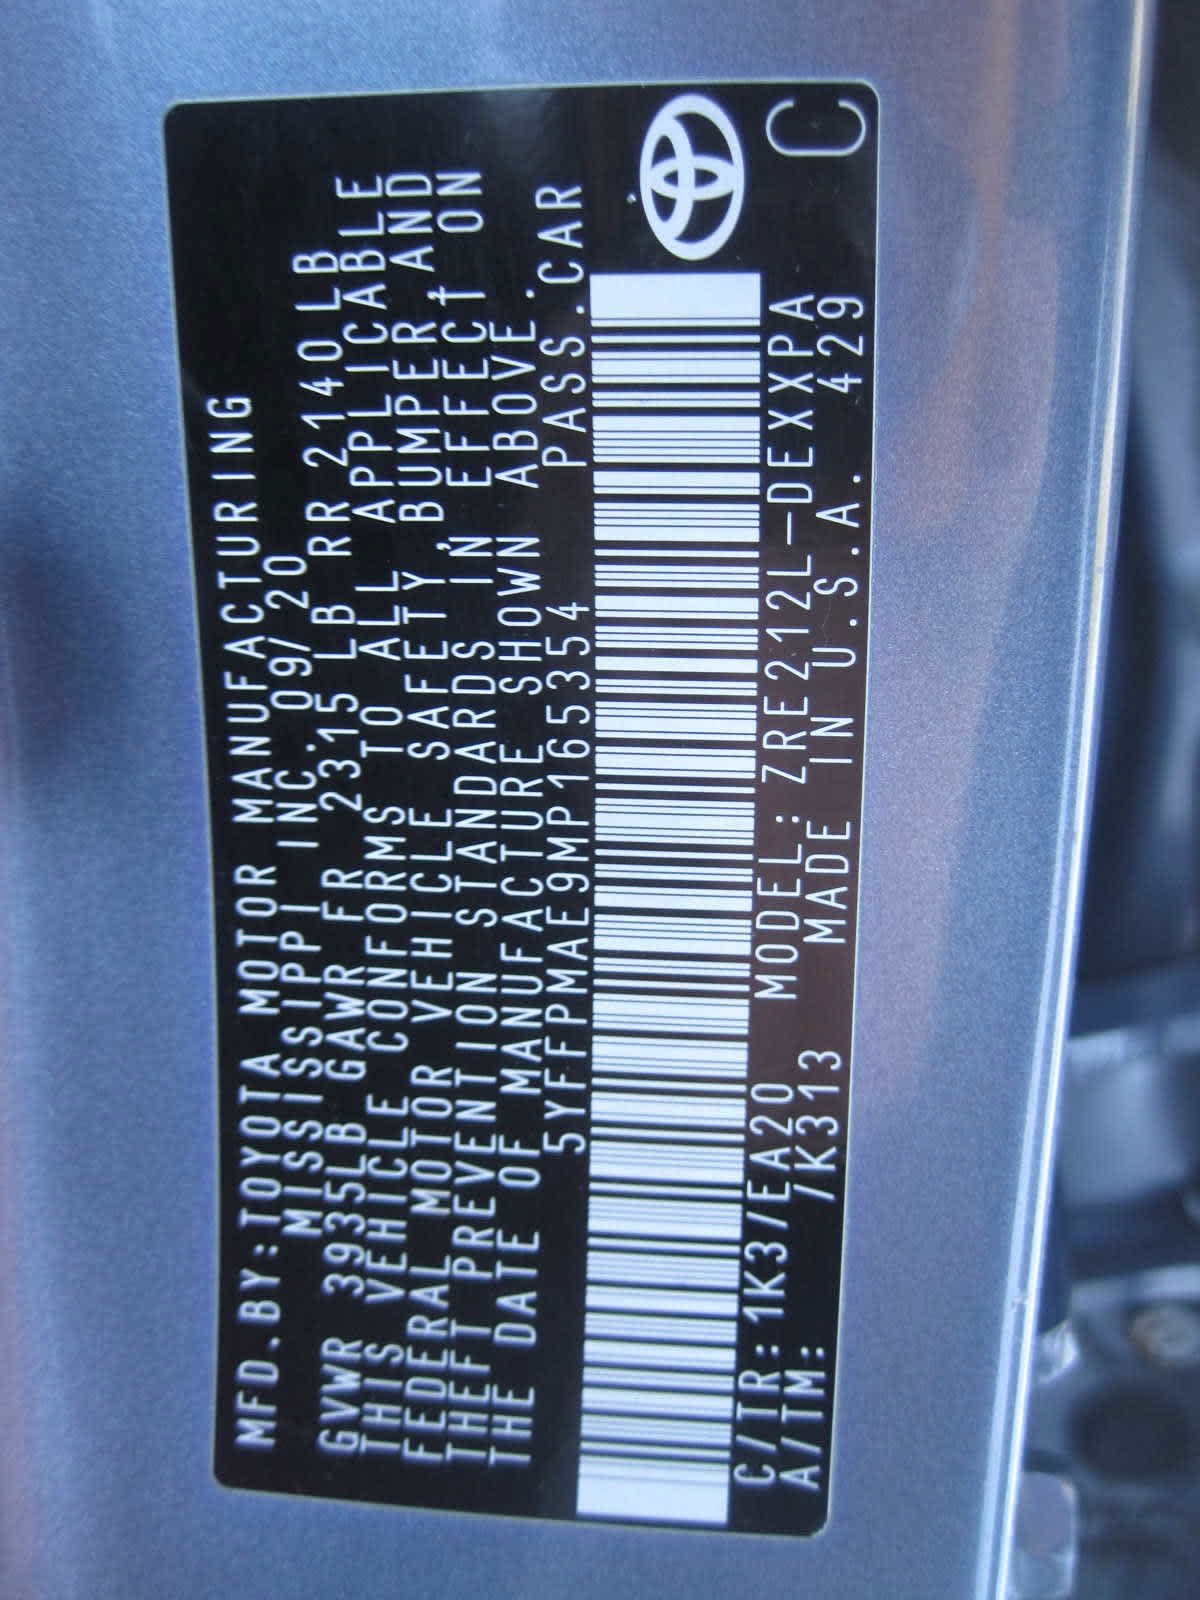 MFD.BY:TOYOTA MOTOR MANUFACTURING
MISSISSIPPI INC. 09/20
GVWR 3935LB GAWR FR 2315 LB RR 2140LB
THIS VEHICLE CONFORMS TO ALL APPLICABLE
FEDERAL MOTOR VEHICLE SAFETY, BUMPER, AND
THEFT PREVENTION STANDARDS IN EFFECT ON
THE DATE OF MANUFACTURE SHOWN ABOVE.
5YFFPMAE9MP165354 PASS.CAR
C/TR:1K3/EA20 MODEL:ZRE212L-DEXXPA
A/TM: /K313 MADE IN U.S.A. 429
C